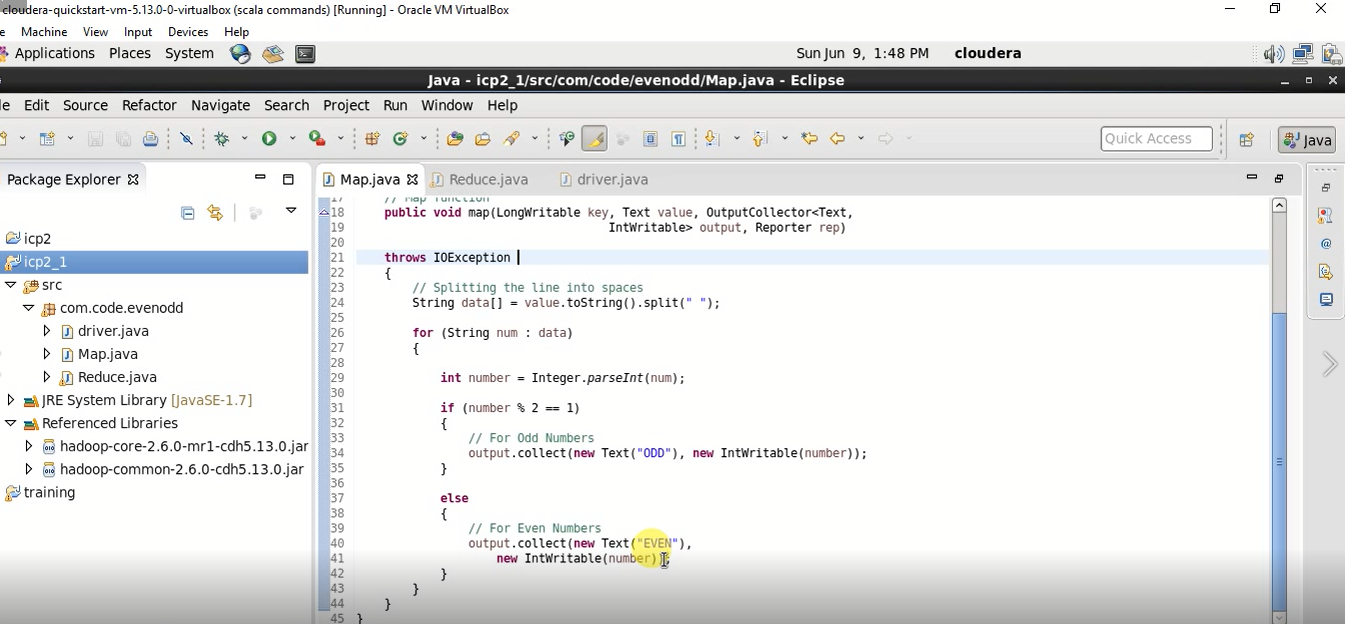 cloudera-quickstart-vm-5.13.0-0-virtualbox (scala commands) [Running] - Oracle VM VirtualBox
Machine View Input Devices Help
Applications Places System Sun Jun 9, 1:48 PM cloudera
Java - icp2_1/src/com/code/evenodd/Map.java - Eclipse
Edit Source Refactor Navigate Search Project Run Window Help
Quick Access Java
Package Explorer
icp2
icp2_1
src
com.code.evenodd
driver.java
Map.java
Reduce.java
JRE System Library [JavaSE-1.7]
Referenced Libraries
hadoop-core-2.6.0-mr1-cdh5.13.0.jar
hadoop-common-2.6.0-cdh5.13.0.jar
training
Map.java Reduce.java driver.java
17 // Map function
18 public void map(LongWritable key, Text value, OutputCollector<Text,
19 IntWritable> output, Reporter rep)
20
21 throws IOException
22 {
23 // Splitting the line into spaces
24 String data[] = value.toString().split(" ");
25
26 for (String num : data)
27 {
28
29 int number = Integer.parseInt(num);
30
31 if (number % 2 == 1)
32 {
33 // For Odd Numbers
34 output.collect(new Text("ODD"), new IntWritable(number));
35 }
36
37 else
38 {
39 // For Even Numbers
40 output.collect(new Text("EVEN"),
41 new IntWritable(number));
42 }
43 }
44 }
45 }